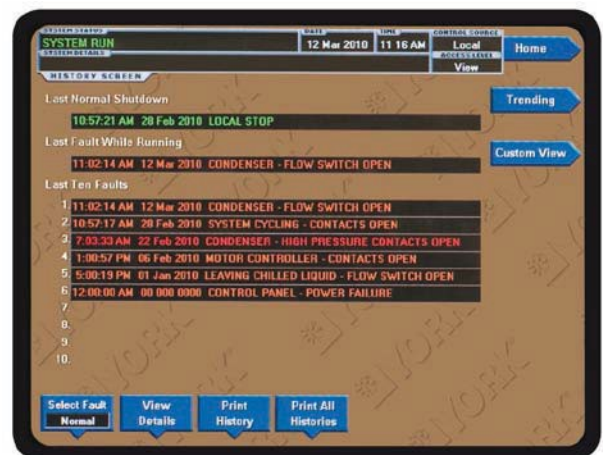 SYSTEM STATUS
SYSTEM RUN
SYSTEM DETAILS
DATE
12 Mar 2010
TIME
11 16 AM
CONTROL SOURCE
Local
ACCESS LEVEL
View
Home
HISTORY SCREEN
Trending
Custom View
Last Normal Shutdown
10:57:21 AM 28 Feb 2010 LOCAL STOP
Last Fault While Running
11:02:14 AM 12 Mar 2010 CONDENSER - FLOW SWITCH OPEN
Last Ten Faults
1. 11:02:14 AM 12 Mar 2010 CONDENSER - FLOW SWITCH OPEN
2. 10:57:17 AM 28 Feb 2010 SYSTEM CYCLING - CONTACTS OPEN
3. 7:03:33 AM 22 Feb 2010 CONDENSER - HIGH PRESSURE CONTACTS OPEN
4. 1:00:57 PM 06 Feb 2010 MOTOR CONTROLLER - CONTACTS OPEN
5. 5:00:19 PM 01 Jan 2010 LEAVING CHILLED LIQUID - FLOW SWITCH OPEN
6. 12:00:00 AM 00 000 0000 CONTROL PANEL - POWER FAILURE
7.
8.
9.
10.
YORK
YORK
YORK
YORK
Select Fault
Normal
View Details
Print History
Print All Histories